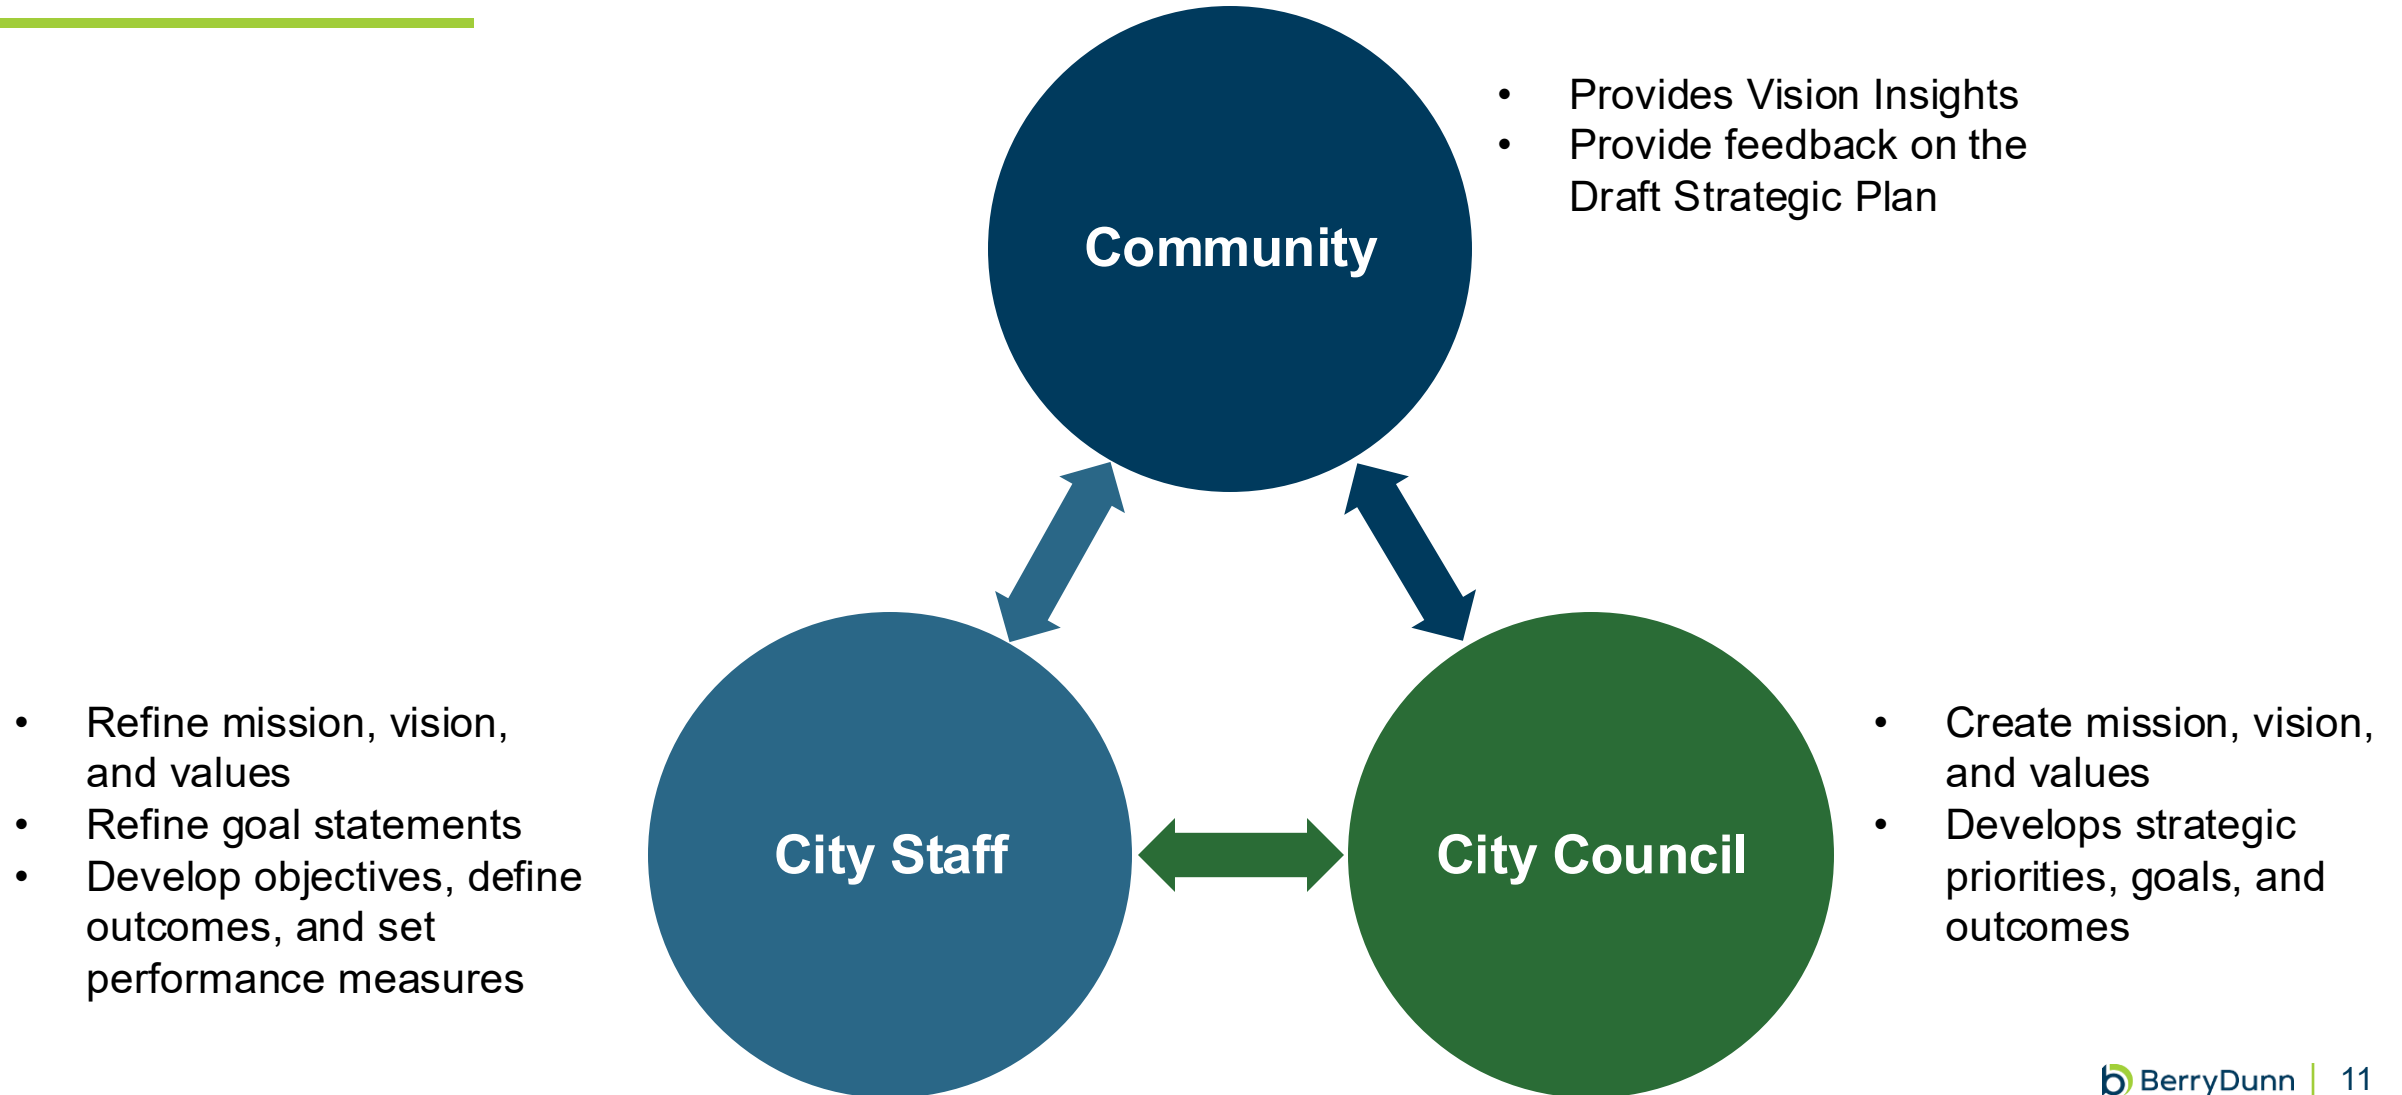 Community
• Provides Vision Insights
• Provide feedback on the
Draft Strategic Plan
City Staff
• Refine mission, vision,
and values
• Refine goal statements
• Develop objectives, define
outcomes, and set
performance measures
City Council
• Create mission, vision,
and values
• Develops strategic
priorities, goals, and
outcomes
BerryDunn | 11